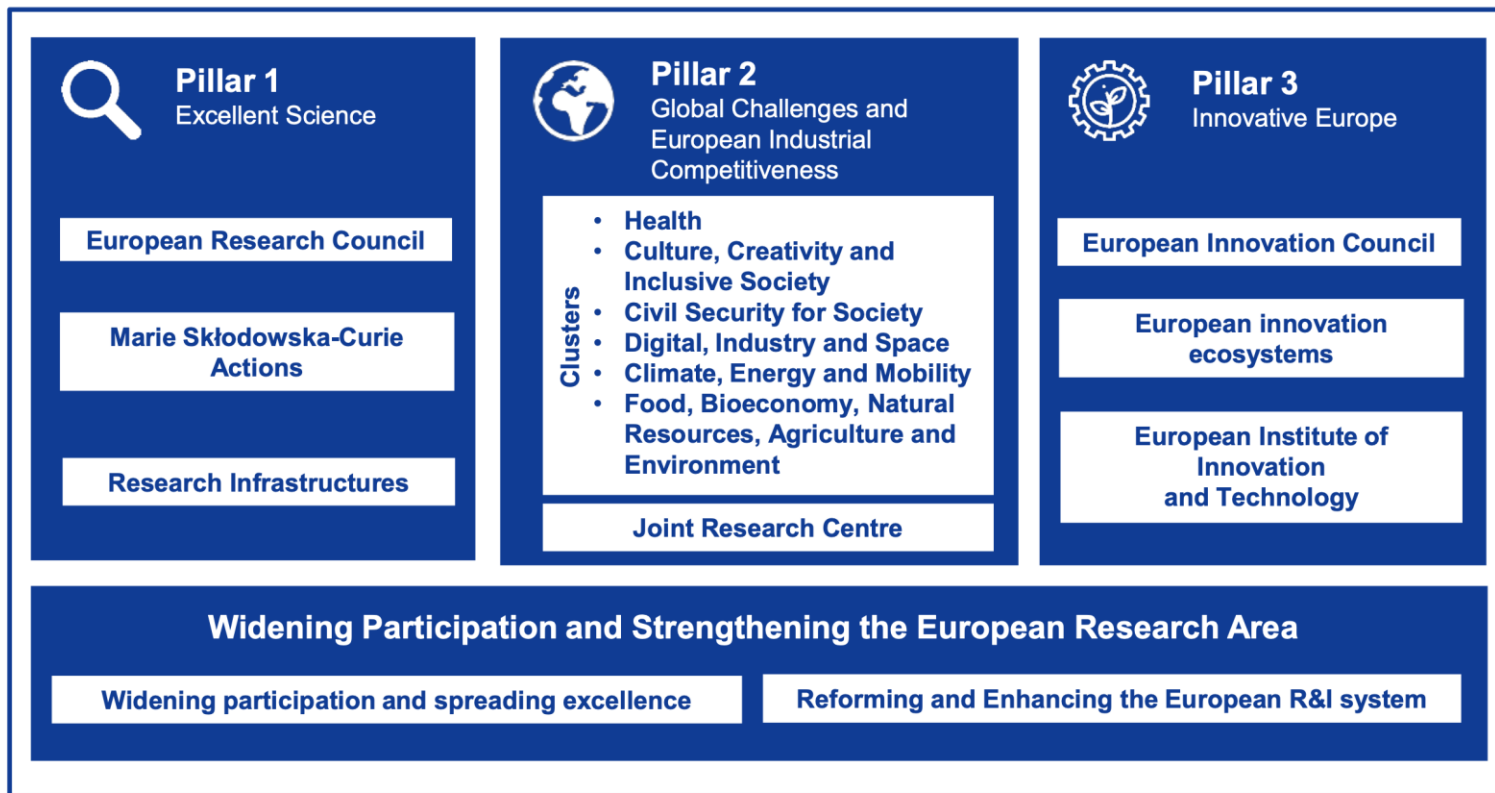 Pillar 1
Excellent Science
European Research Council
Marie Skłodowska-Curie
Actions
Research Infrastructures
Pillar 2
Global Challenges and
European Industrial
Competitiveness
Clusters
• Health
• Culture, Creativity and
Inclusive Society
• Civil Security for Society
• Digital, Industry and Space
• Climate, Energy and Mobility
• Food, Bioeconomy, Natural
Resources, Agriculture and
Environment
Joint Research Centre
Pillar 3
Innovative Europe
European Innovation Council
European innovation
ecosystems
European Institute of
Innovation
and Technology
Widening Participation and Strengthening the European Research Area
Widening participation and spreading excellence
Reforming and Enhancing the European R&I system